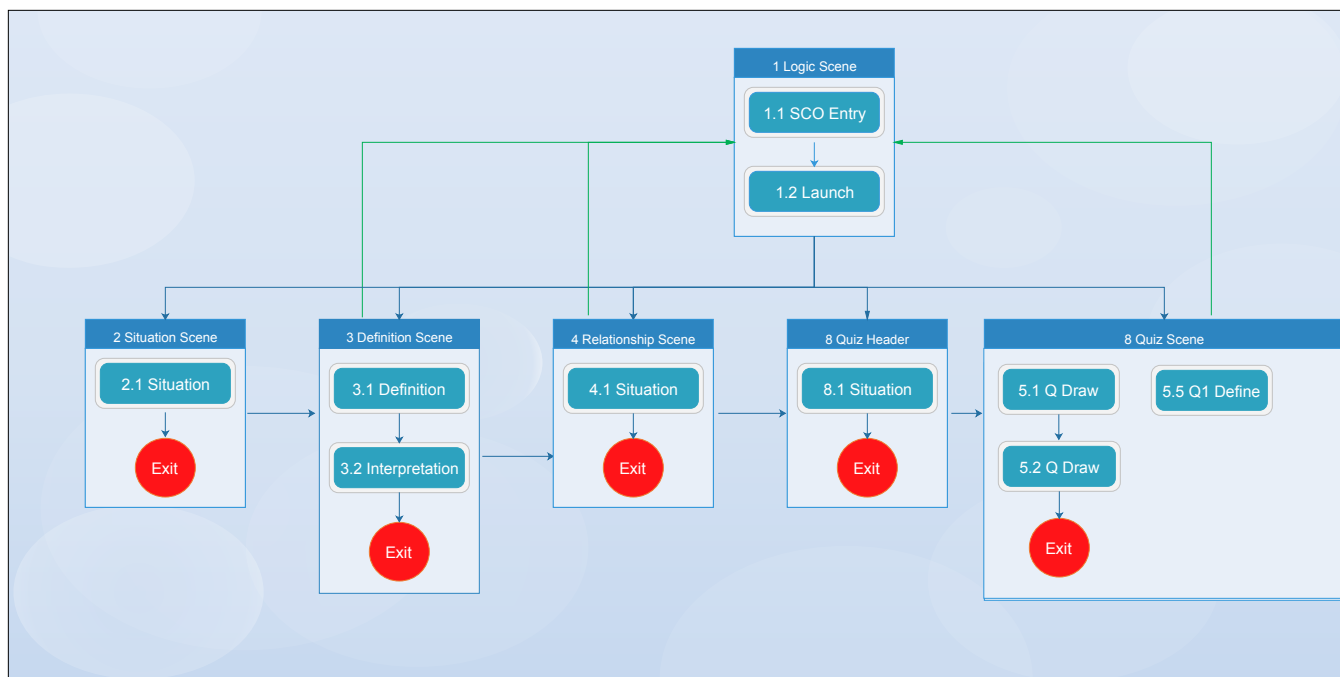 1 Logic Scene
1.1 SCO Entry
1.2 Launch
2 Situation Scene
2.1 Situation
Exit
3 Definition Scene
3.1 Definition
3.2 Interpretation
Exit
4 Relationship Scene
4.1 Situation
Exit
8 Quiz Header
8.1 Situation
Exit
8 Quiz Scene
5.1 Q Draw
5.2 Q Draw
Exit
5.5 Q1 Define